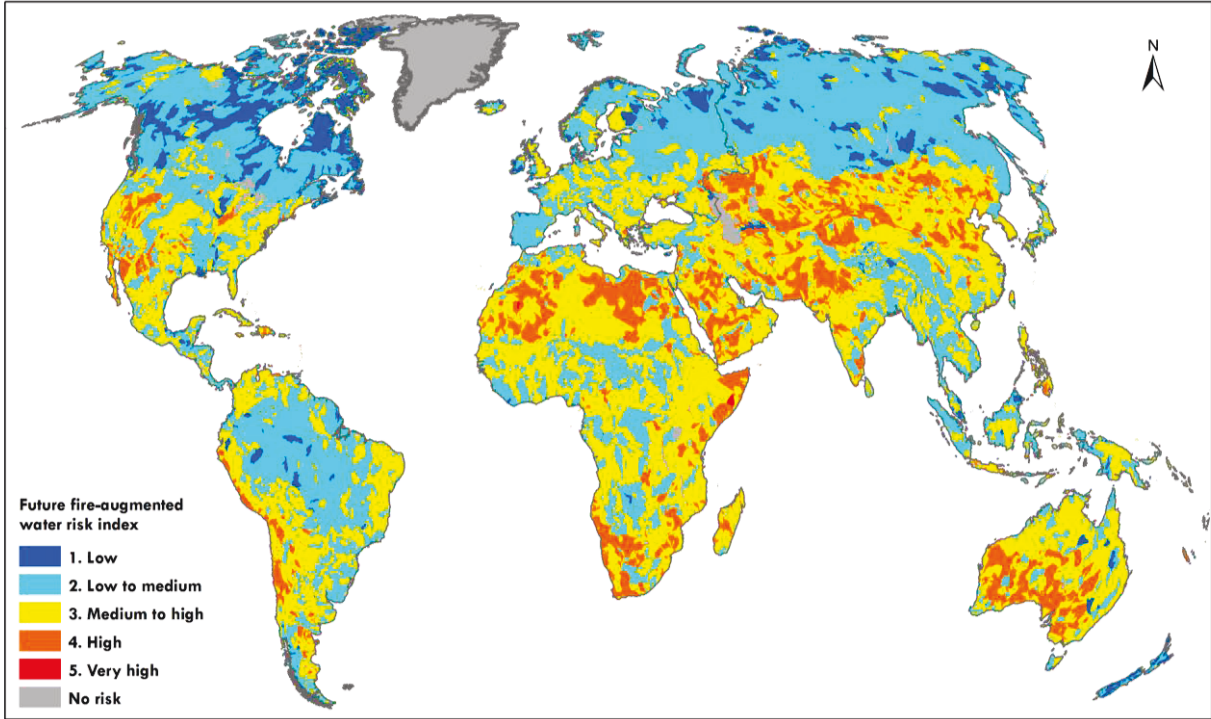 N
Future fire-augmented
water risk index
1. Low
2. Low to medium
3. Medium to high
4. High
5. Very high
No risk